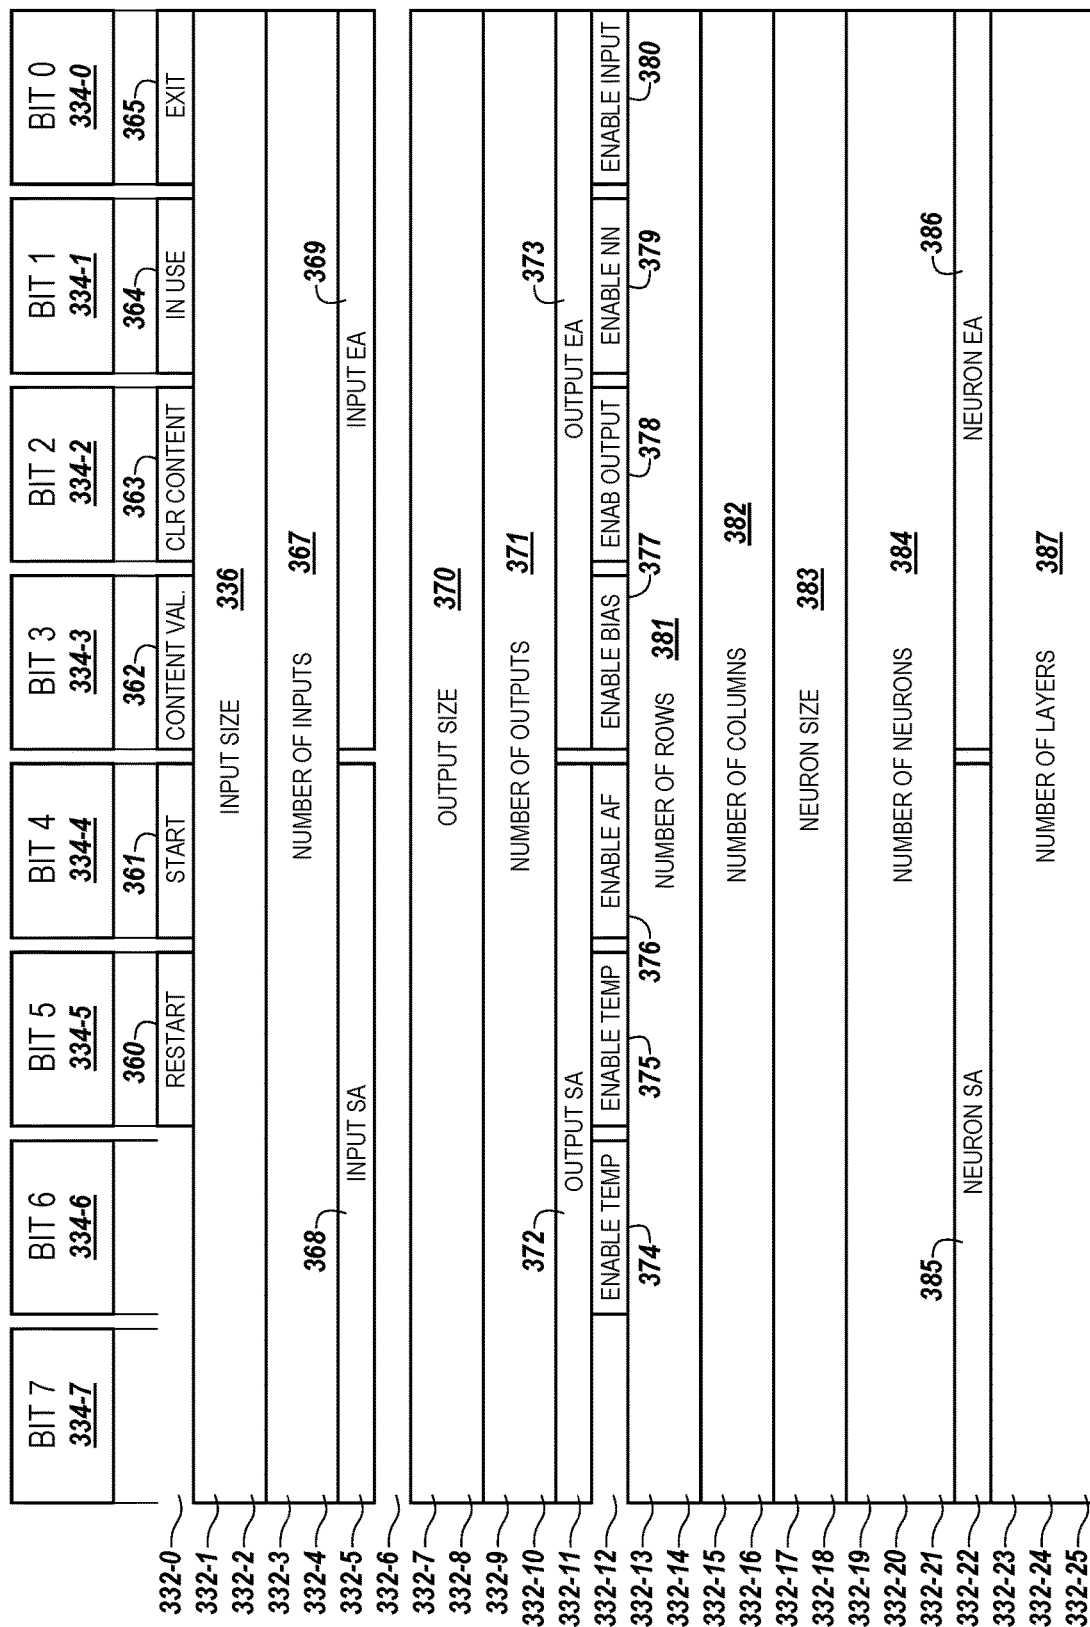 BIT 7 BIT 6 BIT 5 BIT 4 BIT 3 BIT 2 BIT 1 BIT 0
334-7 334-6 334-5 334-4 334-3 334-2 334-1 334-0
360 361 362 363 364 365
332-0 RESTART START CONTENT VAL. CLR CONTENT IN USE EXIT
332-1
INPUT SIZE 336
332-2
332-3
NUMBER OF INPUTS 367
332-4 368 369
332-5 INPUT SA INPUT EA
332-6
332-7
OUTPUT SIZE 370
332-8
332-9
NUMBER OF OUTPUTS 371
332-10 372 373
332-11 OUTPUT SA OUTPUT EA
332-12 ENABLE TEMP ENABLE TEMP ENABLE AF ENABLE BIAS ENAB OUTPUT ENABLE NN ENABLE INPUT
332-13 374 375 376 377 378 379 380
NUMBER OF ROWS 381
332-14
332-15
NUMBER OF COLUMNS 382
332-16
332-17
NEURON SIZE 383
332-18
332-19
332-20 NUMBER OF NEURONS 384
332-21 385 386
332-22 NEURON SA NEURON EA
332-23
332-24 NUMBER OF LAYERS 387
332-25